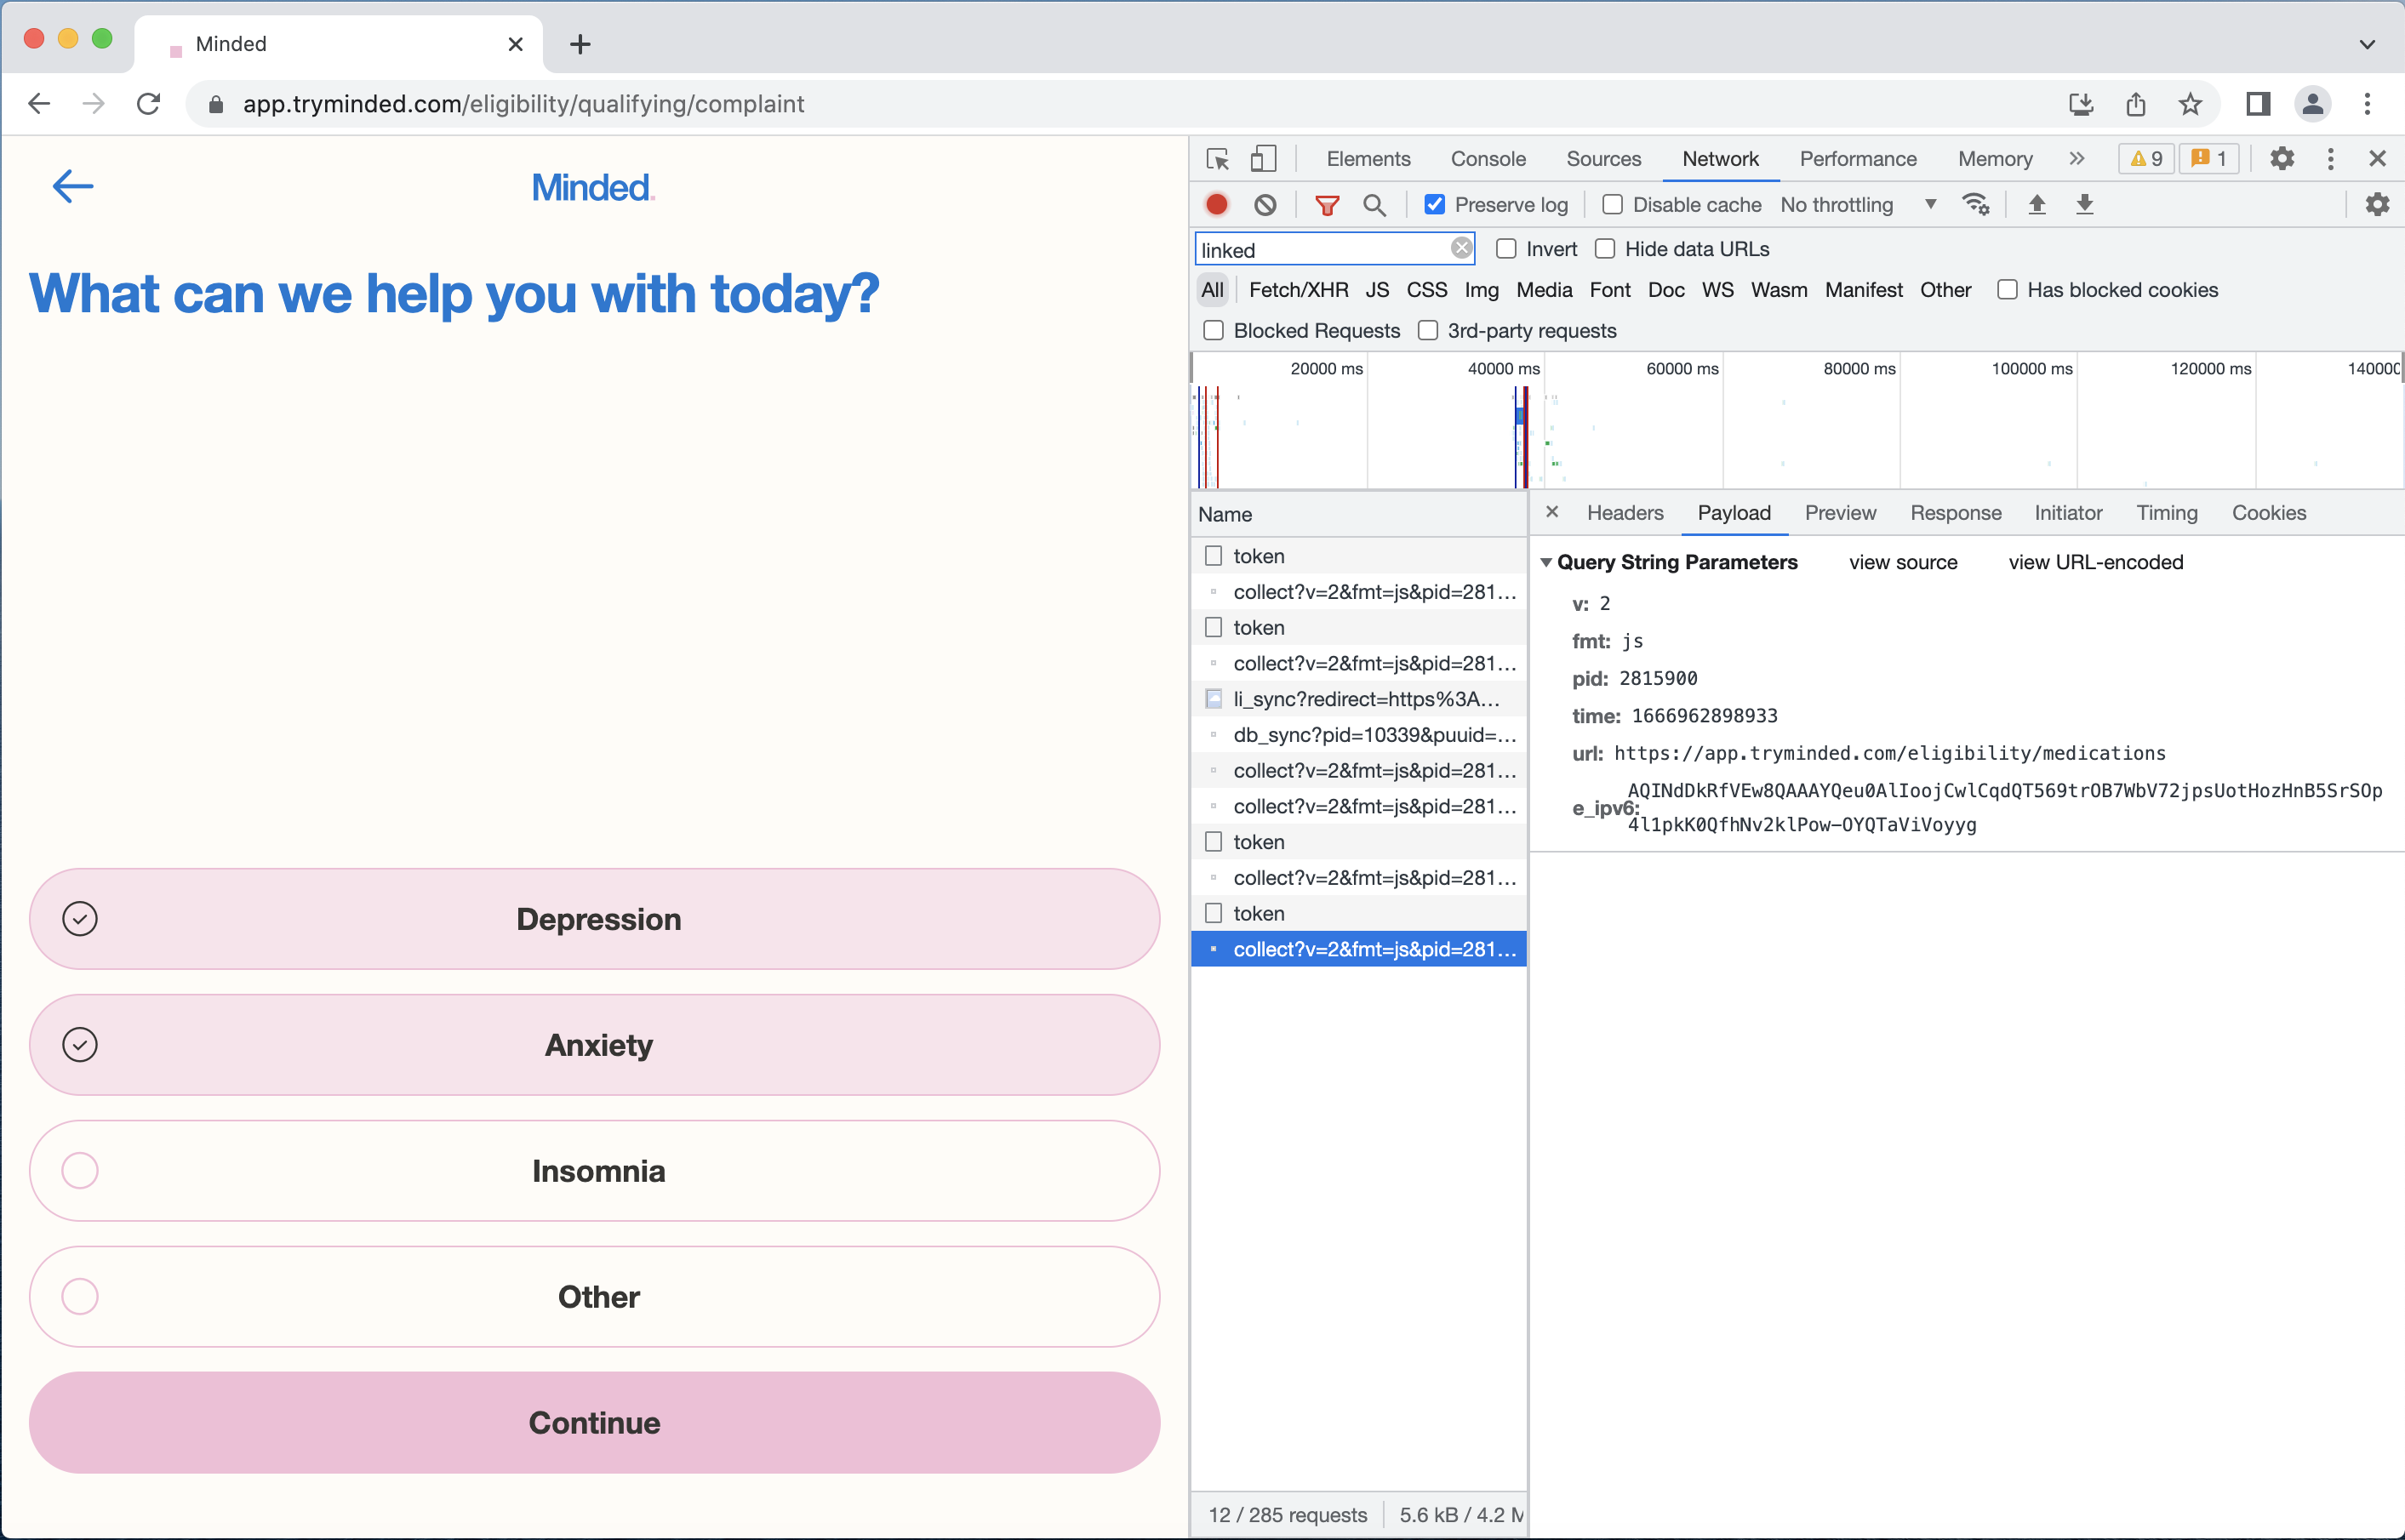 Minded
app.tryminded.com/eligibility/qualifying/complaint
Minded.
What can we help you with today?
Depression
Anxiety
Insomnia
Other
Continue
Elements Console Sources Network Performance Memory 9 1
Preserve log Disable cache No throttling
linked Invert Hide data URLs
All Fetch/XHR JS CSS Img Media Font Doc WS Wasm Manifest Other Has blocked cookies
Blocked Requests 3rd-party requests
20000 ms 40000 ms 60000 ms 80000 ms 100000 ms 120000 ms 14000
Name
token
collect?v=2&fmt=js&pid=281…
token
collect?v=2&fmt=js&pid=281…
li_sync?redirect=https%3A…
db_sync?pid=10339&puuid=…
collect?v=2&fmt=js&pid=281…
collect?v=2&fmt=js&pid=281…
token
collect?v=2&fmt=js&pid=281…
token
collect?v=2&fmt=js&pid=281…
12 / 285 requests 5.6 kB / 4.2 M
Headers Payload Preview Response Initiator Timing Cookies
Query String Parameters view source view URL-encoded
v: 2
fmt: js
pid: 2815900
time: 1666962898933
url: https://app.tryminded.com/eligibility/medications
e_ipv6: AQINdDkRfVEw8QAAAYQeu0AlIoojCwlCqdQT569trOB7WbV72jpsUotHozHnB5SrSOp
4l1pkK0QfhNv2klPow-OYQTaViVoyyg